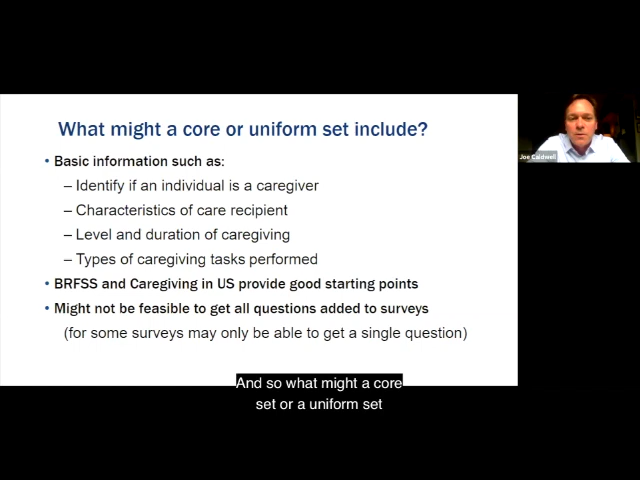 What might a core or uniform set include?
• Basic information such as:
– Identify if an individual is a caregiver
– Characteristics of care recipient
– Level and duration of caregiving
– Types of caregiving tasks performed
• BRFSS and Caregiving in US provide good starting points
• Might not be feasible to get all questions added to surveys
(for some surveys may only be able to get a single question)
Joe Caldwell
And so what might a core
set or a uniform set